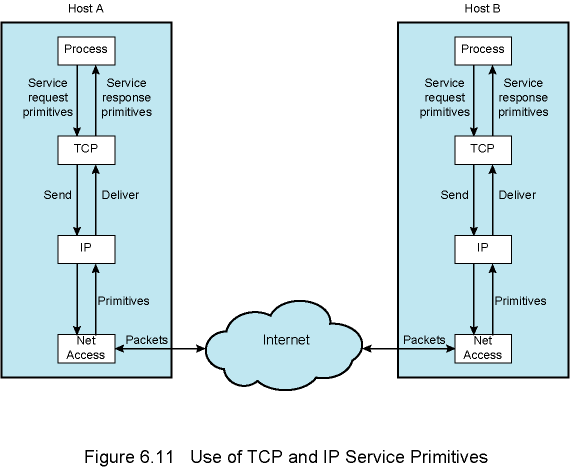 Host A
Host B
Process
Service
request
primitives
Service
response
primitives
TCP
Send
Deliver
IP
Primitives
Net
Access
Packets
Internet
Process
Service
request
primitives
Service
response
primitives
TCP
Send
Deliver
IP
Primitives
Net
Access
Packets
Figure 6.11 Use of TCP and IP Service Primitives